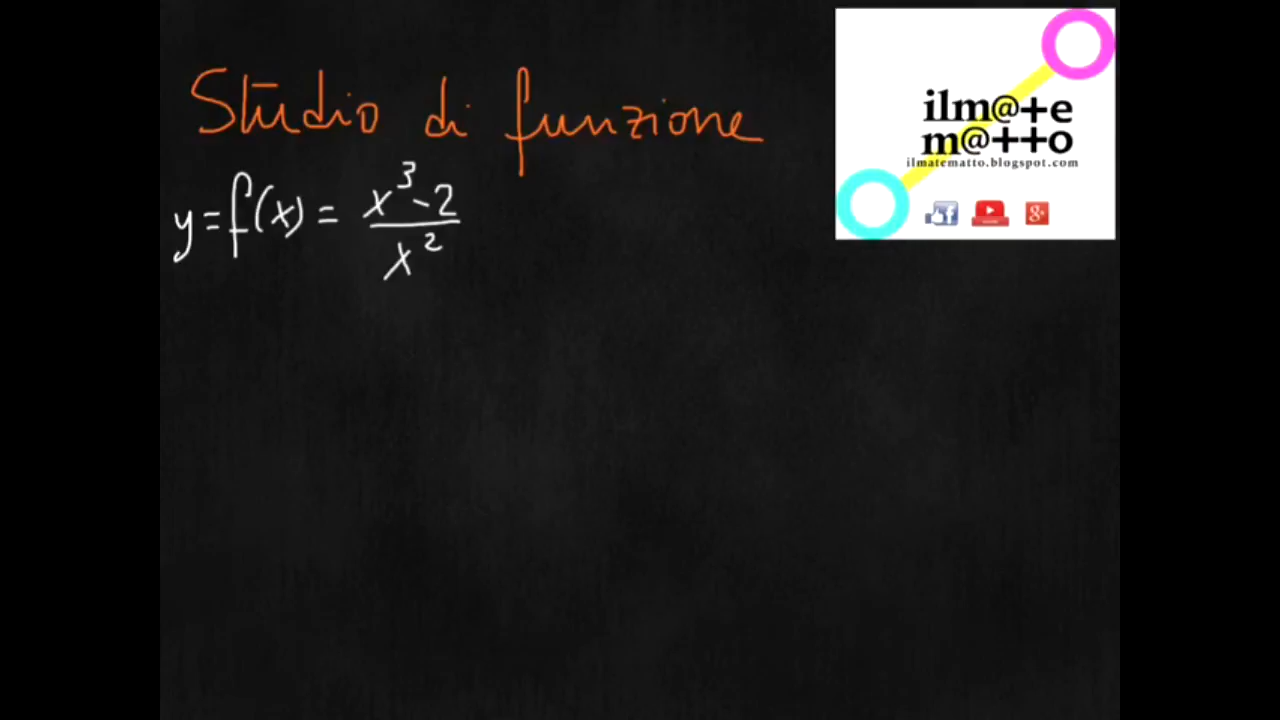 Studio di funzione
y=f(x) = x³-2 / x²
ilm@+e
m@++o
ilmatematto.blogspot.com
f
g+